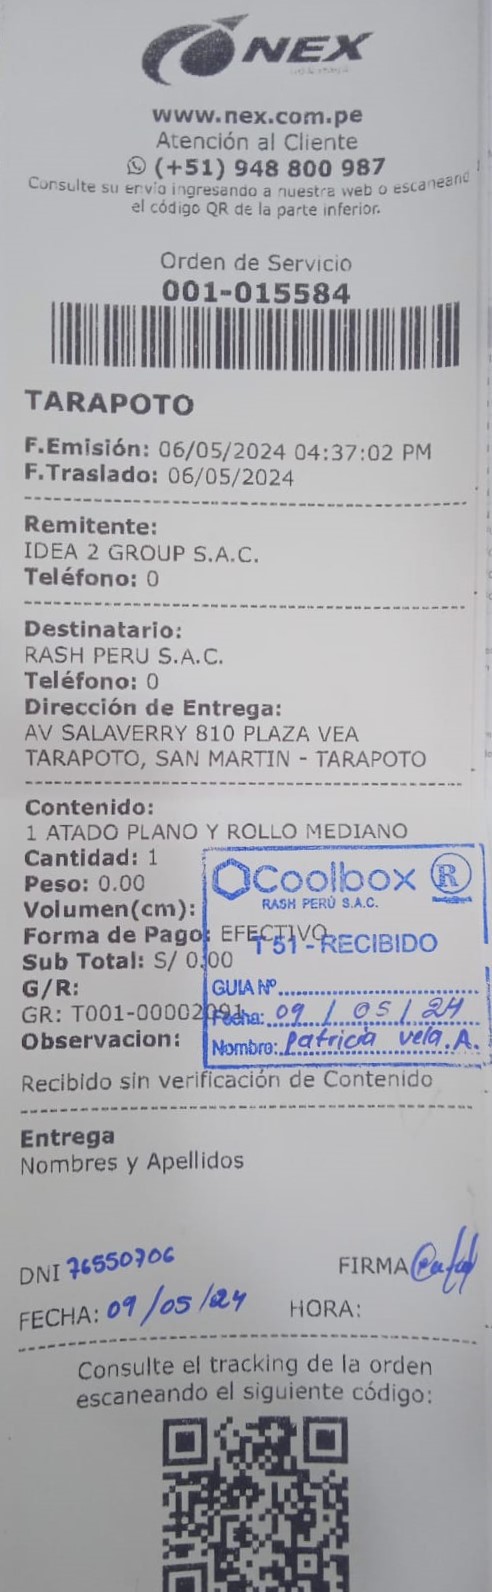 NEX
www.nex.com.pe
Atención al Cliente
(+51) 948 800 987
Consulte su envío ingresando a nuestra web o escaneand
el código QR de la parte inferior.
Orden de Servicio
001-015584
TARAPOTO
F.Emisión: 06/05/2024 04:37:02 PM
F.Traslado: 06/05/2024
Remitente:
IDEA 2 GROUP S.A.C.
Teléfono: 0
Destinatario:
RASH PERU S.A.C.
Teléfono: 0
Dirección de Entrega:
AV SALAVERRY 810 PLAZA VEA
TARAPOTO, SAN MARTIN - TARAPOTO
Contenido:
1 ATADO PLANO Y ROLLO MEDIANO
Cantidad: 1
Peso: 0.00
Volumen(cm):
Forma de Pago: EFECTIVO
Sub Total: S/ 0.00
G/R:
GR: T001-00002091
Observacion:
Coolbox R
RASH PERÚ S.A.C.
T 51 - RECIBIDO
GUIA Nº
Fecha: 09 / 05 / 24
Nombre: Patricia vela.A.
Recibido sin verificación de Contenido
Entrega
Nombres y Apellidos
DNI 76550706 FIRMA
FECHA: 09/05/24 HORA:
Consulte el tracking de la orden
escaneando el siguiente código: